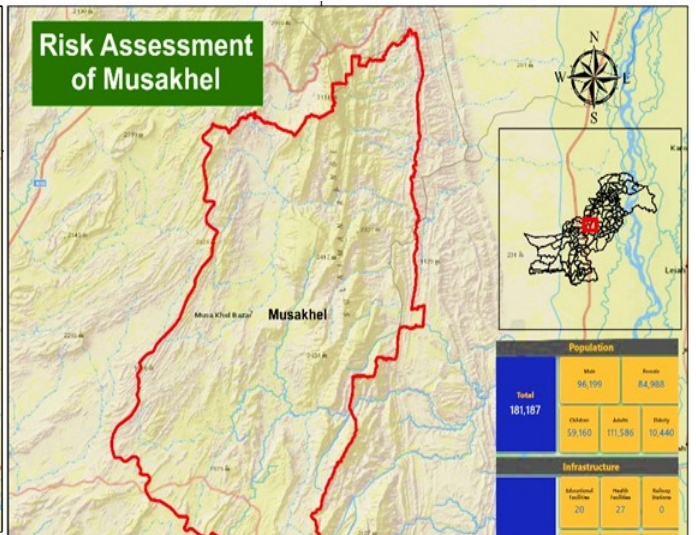 Risk Assessment
of Musakhel
N
W
E
S
Musa Khel Bazar
Musakhel
Population
Total
181,187
Male
96,199
Female
84,988
Children
59,160
Adults
111,586
Elderly
10,440
Infrastructure
Educational
Facilities
20
Health
Facilities
27
Railway
Stations
0